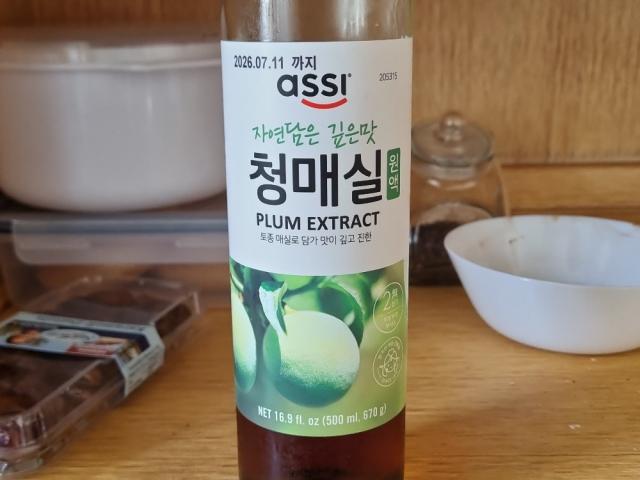 2026.07.11 까지
assi
205315
자연담은 깊은맛
청매실
원액
PLUM EXTRACT
토종 매실로 담가 맛이 깊고 진한
NET 16.9 fl. oz (500 ml, 670 g)